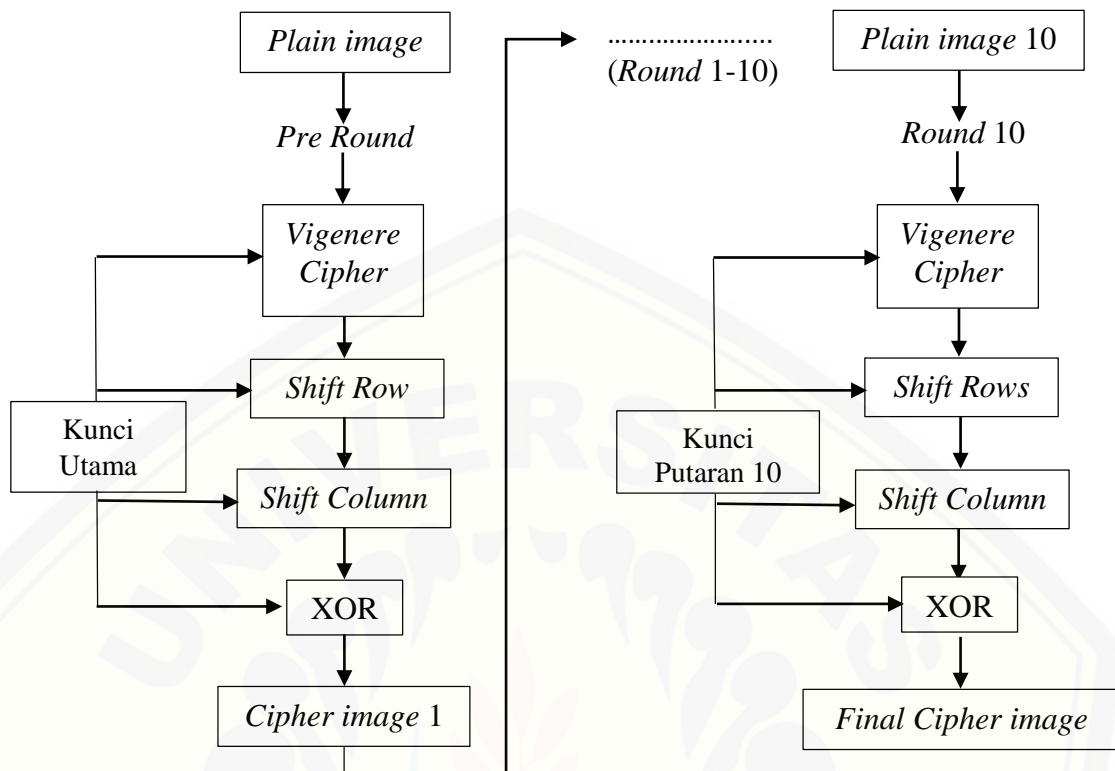 Plain image
Pre Round
Vigenere
Cipher
Shift Row
Kunci
Utama
Shift Column
XOR
Cipher image 1
........................
(Round 1-10)
Plain image 10
Round 10
Vigenere
Cipher
Shift Rows
Kunci
Putaran 10
Shift Column
XOR
Final Cipher image
UNIVERSITAS